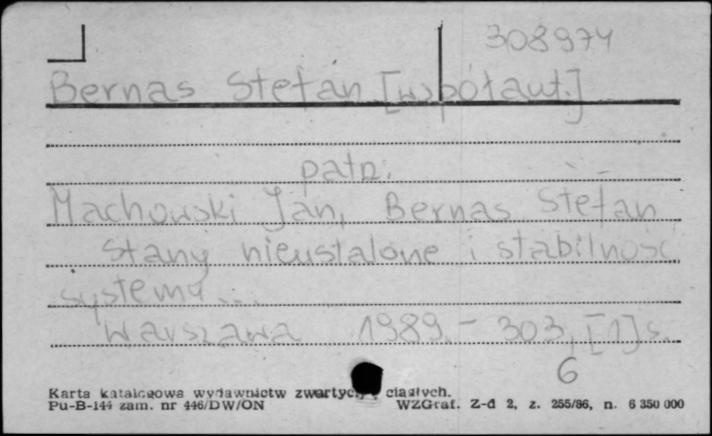 308974
Bernas Stefan [współaut.]
patrz:
Machowski Jan, Bernas Stefan
Stany nieustalone i stabilność
systemu...
Warszawa 1989. - 303, [1] s.
6
Karta katalogowa wydawnictw zwartych ciągłych.
Pu-B-144 zam. nr 446/DW/ON WZGraf. Z-d 2, z. 255/86, n. 6 350 000